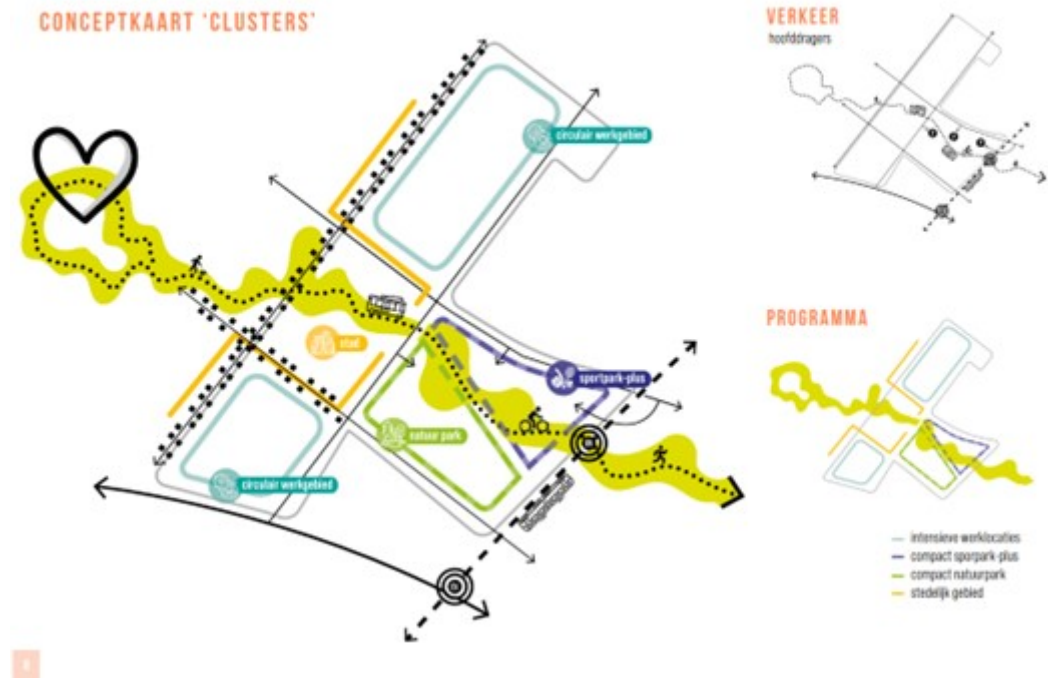 CONCEPTKAART 'CLUSTERS'
VERKEER
hoofddragers
circulair werkgebied
stad
sportpark-plus
natuur park
circulair werkgebied
PROGRAMMA
intensieve werklocaties
compact sporpark-plus
compact natuurpark
stedelijk gebied